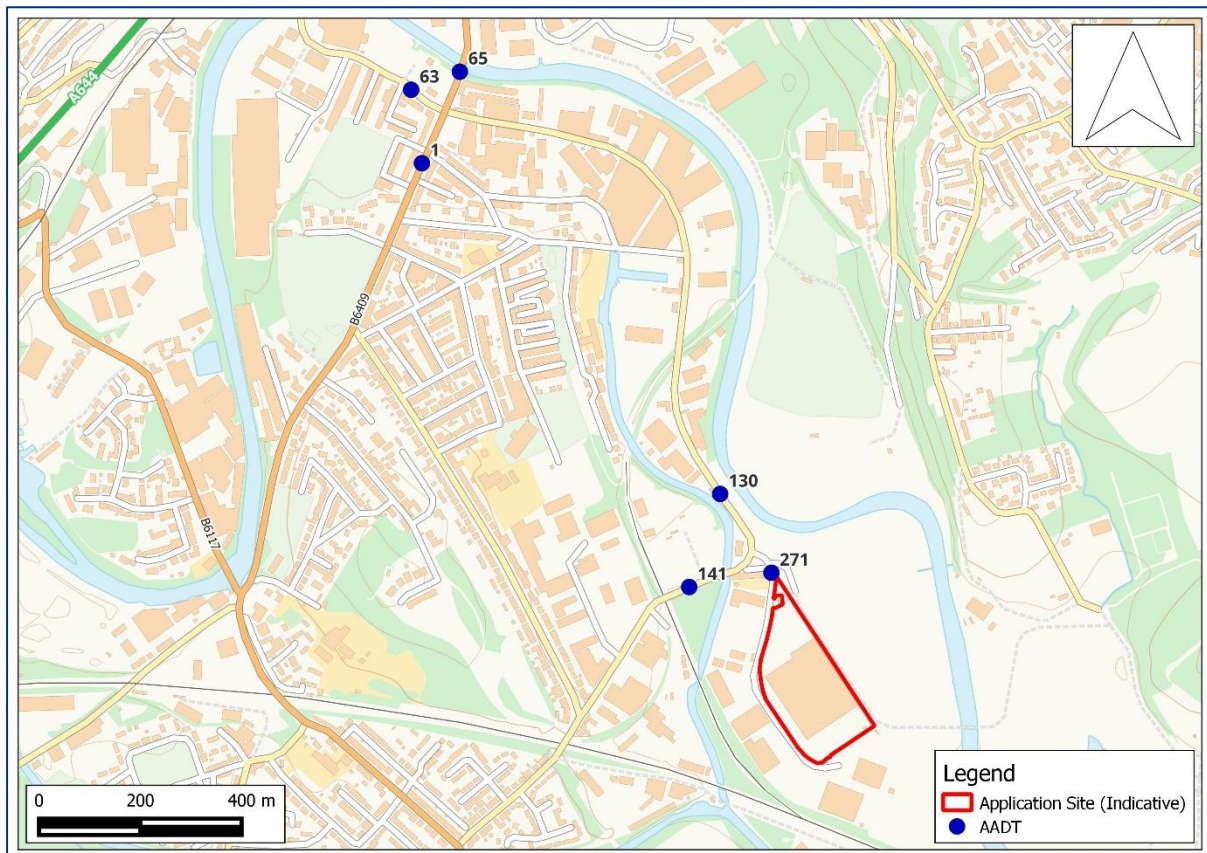 A644
65
63
1
B6409
130
B6117
271
141
0 200 400 m
Legend
Application Site (Indicative)
AADT